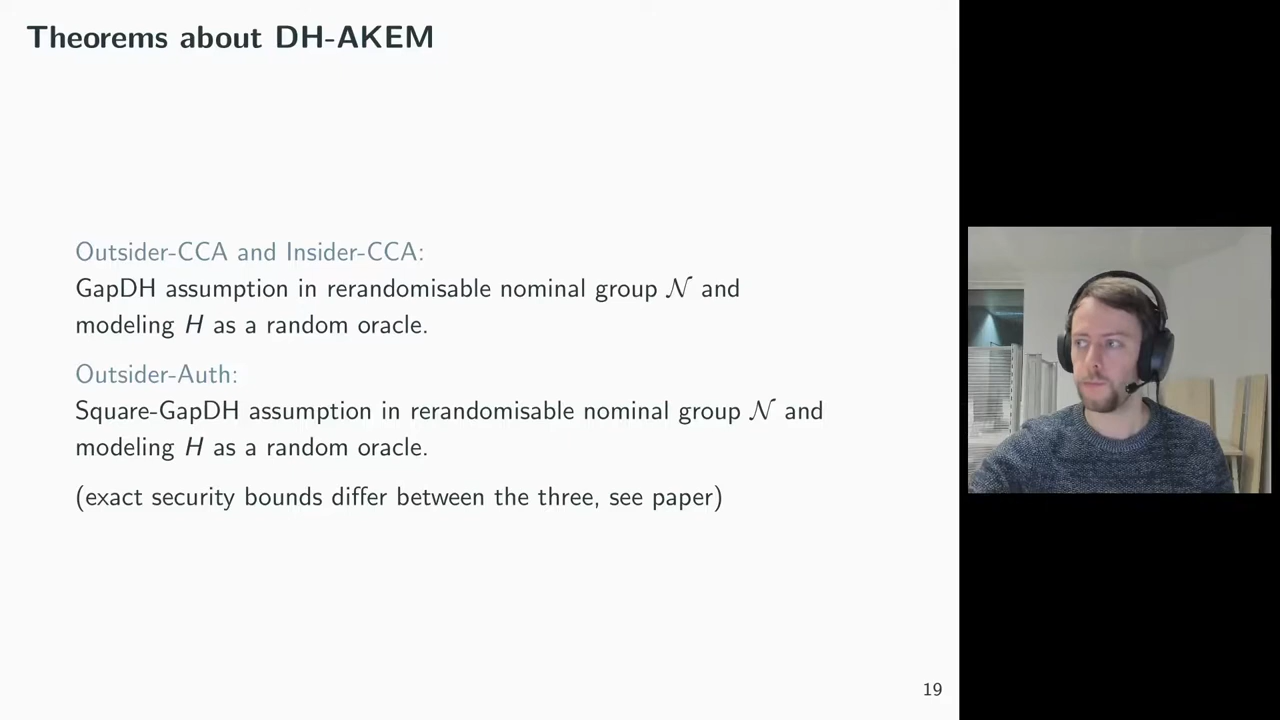 Theorems about DH-AKEM
Outsider-CCA and Insider-CCA:
GapDH assumption in rerandomisable nominal group 𝒩 and
modeling H as a random oracle.
Outsider-Auth:
Square-GapDH assumption in rerandomisable nominal group 𝒩 and
modeling H as a random oracle.
(exact security bounds differ between the three, see paper)
19